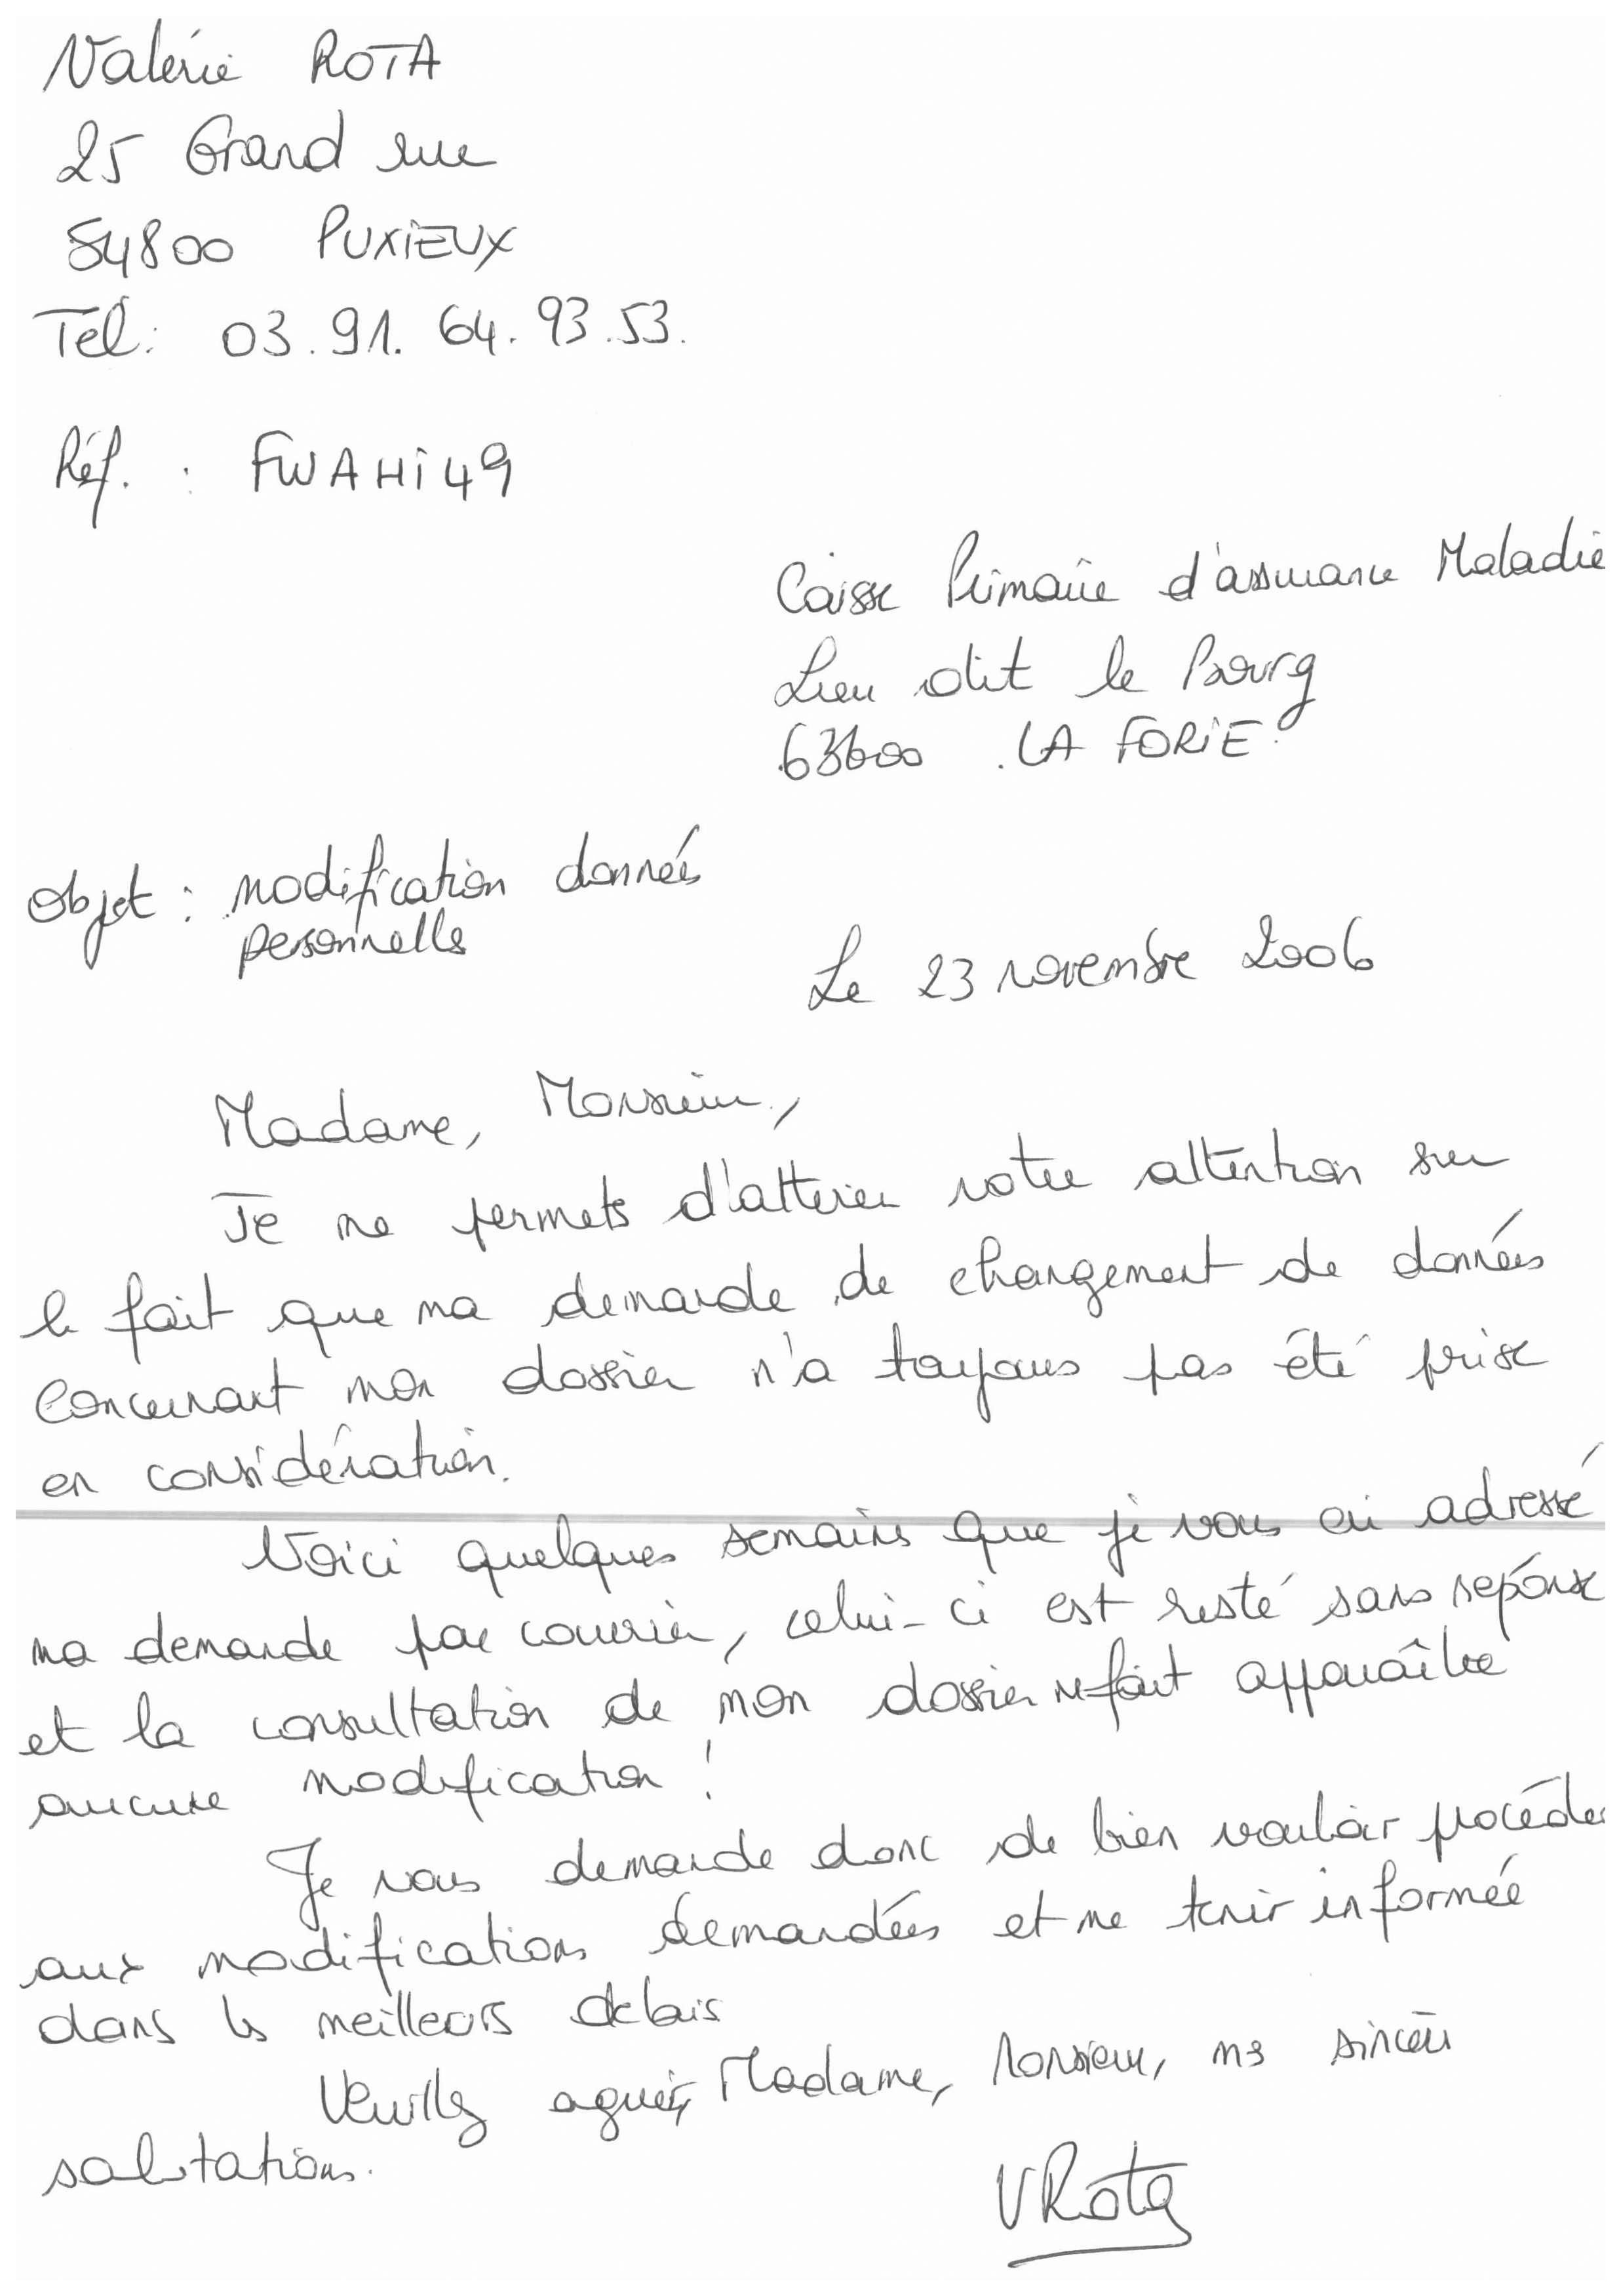 Valérie ROTA
25 Grand rue
54800 PUXIEUX
Tél: 03.91.64.93.53.
Réf. : FWAHI49
Caisse Primaire d'assurance Maladie
Lieu dit le Bourg
63600 LA FORIE
Objet : modification données
personnelles
Le 23 novembre 2006
Madame, Monsieur,
Je me permets d'attirer votre attention sur
le fait que ma demande de changement de données
concernant mon dossier n'a toujours pas été prise
en considération.
Voici quelques semaines que je vous ai adressé
ma demande par courrier, celui-ci est resté sans réponse
et la consultation de mon dossier ne fait apparaître
aucune modification !
Je vous demande donc de bien vouloir procéder
aux modifications demandées et me tenir informée
dans les meilleurs délais
Veuillez agréer, Madame, Monsieur, mes sincères
salutations.
VRota